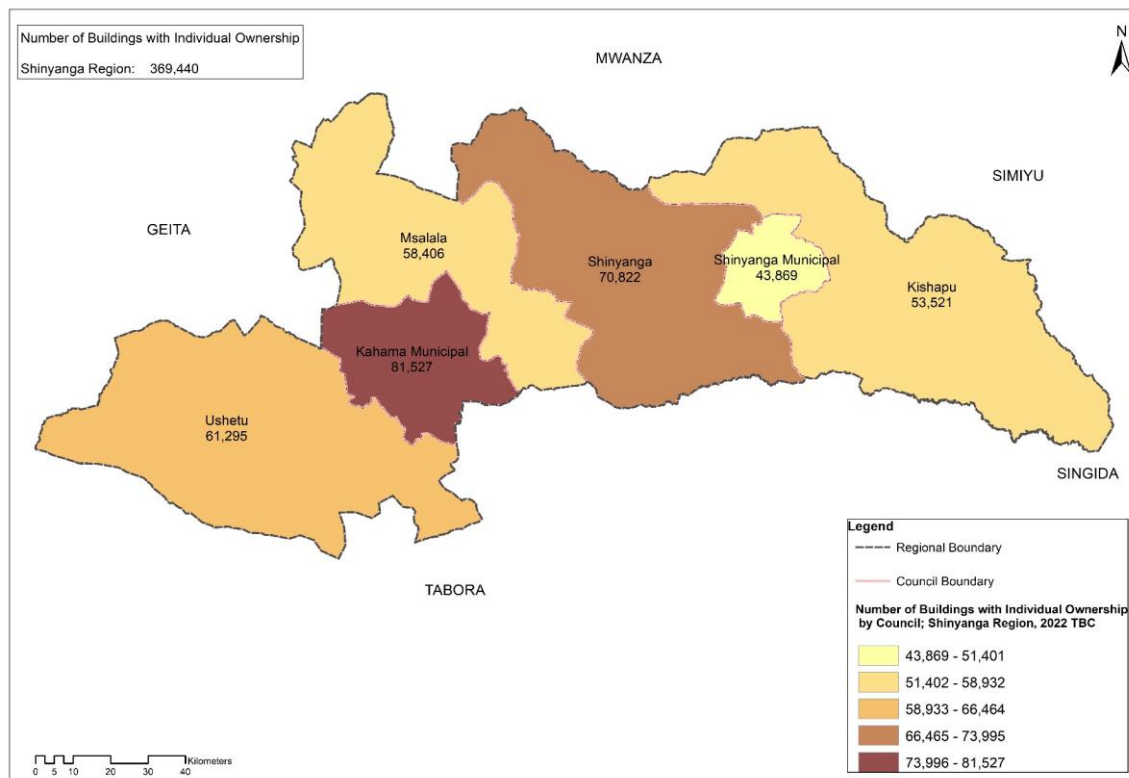 Number of Buildings with Individual Ownership
Shinyanga Region: 369,440
N
MWANZA
SIMIYU
GEITA
Msalala
58,406
Shinyanga
70,822
Shinyanga Municipal
43,869
Kishapu
53,521
Kahama Municipal
81,527
Ushetu
61,295
SINGIDA
TABORA
Legend
Regional Boundary
Council Boundary
Number of Buildings with Individual Ownership
by Council; Shinyanga Region, 2022 TBC
43,869 - 51,401
51,402 - 58,932
58,933 - 66,464
66,465 - 73,995
73,996 - 81,527
Kilometers
0 5 10 20 30 40